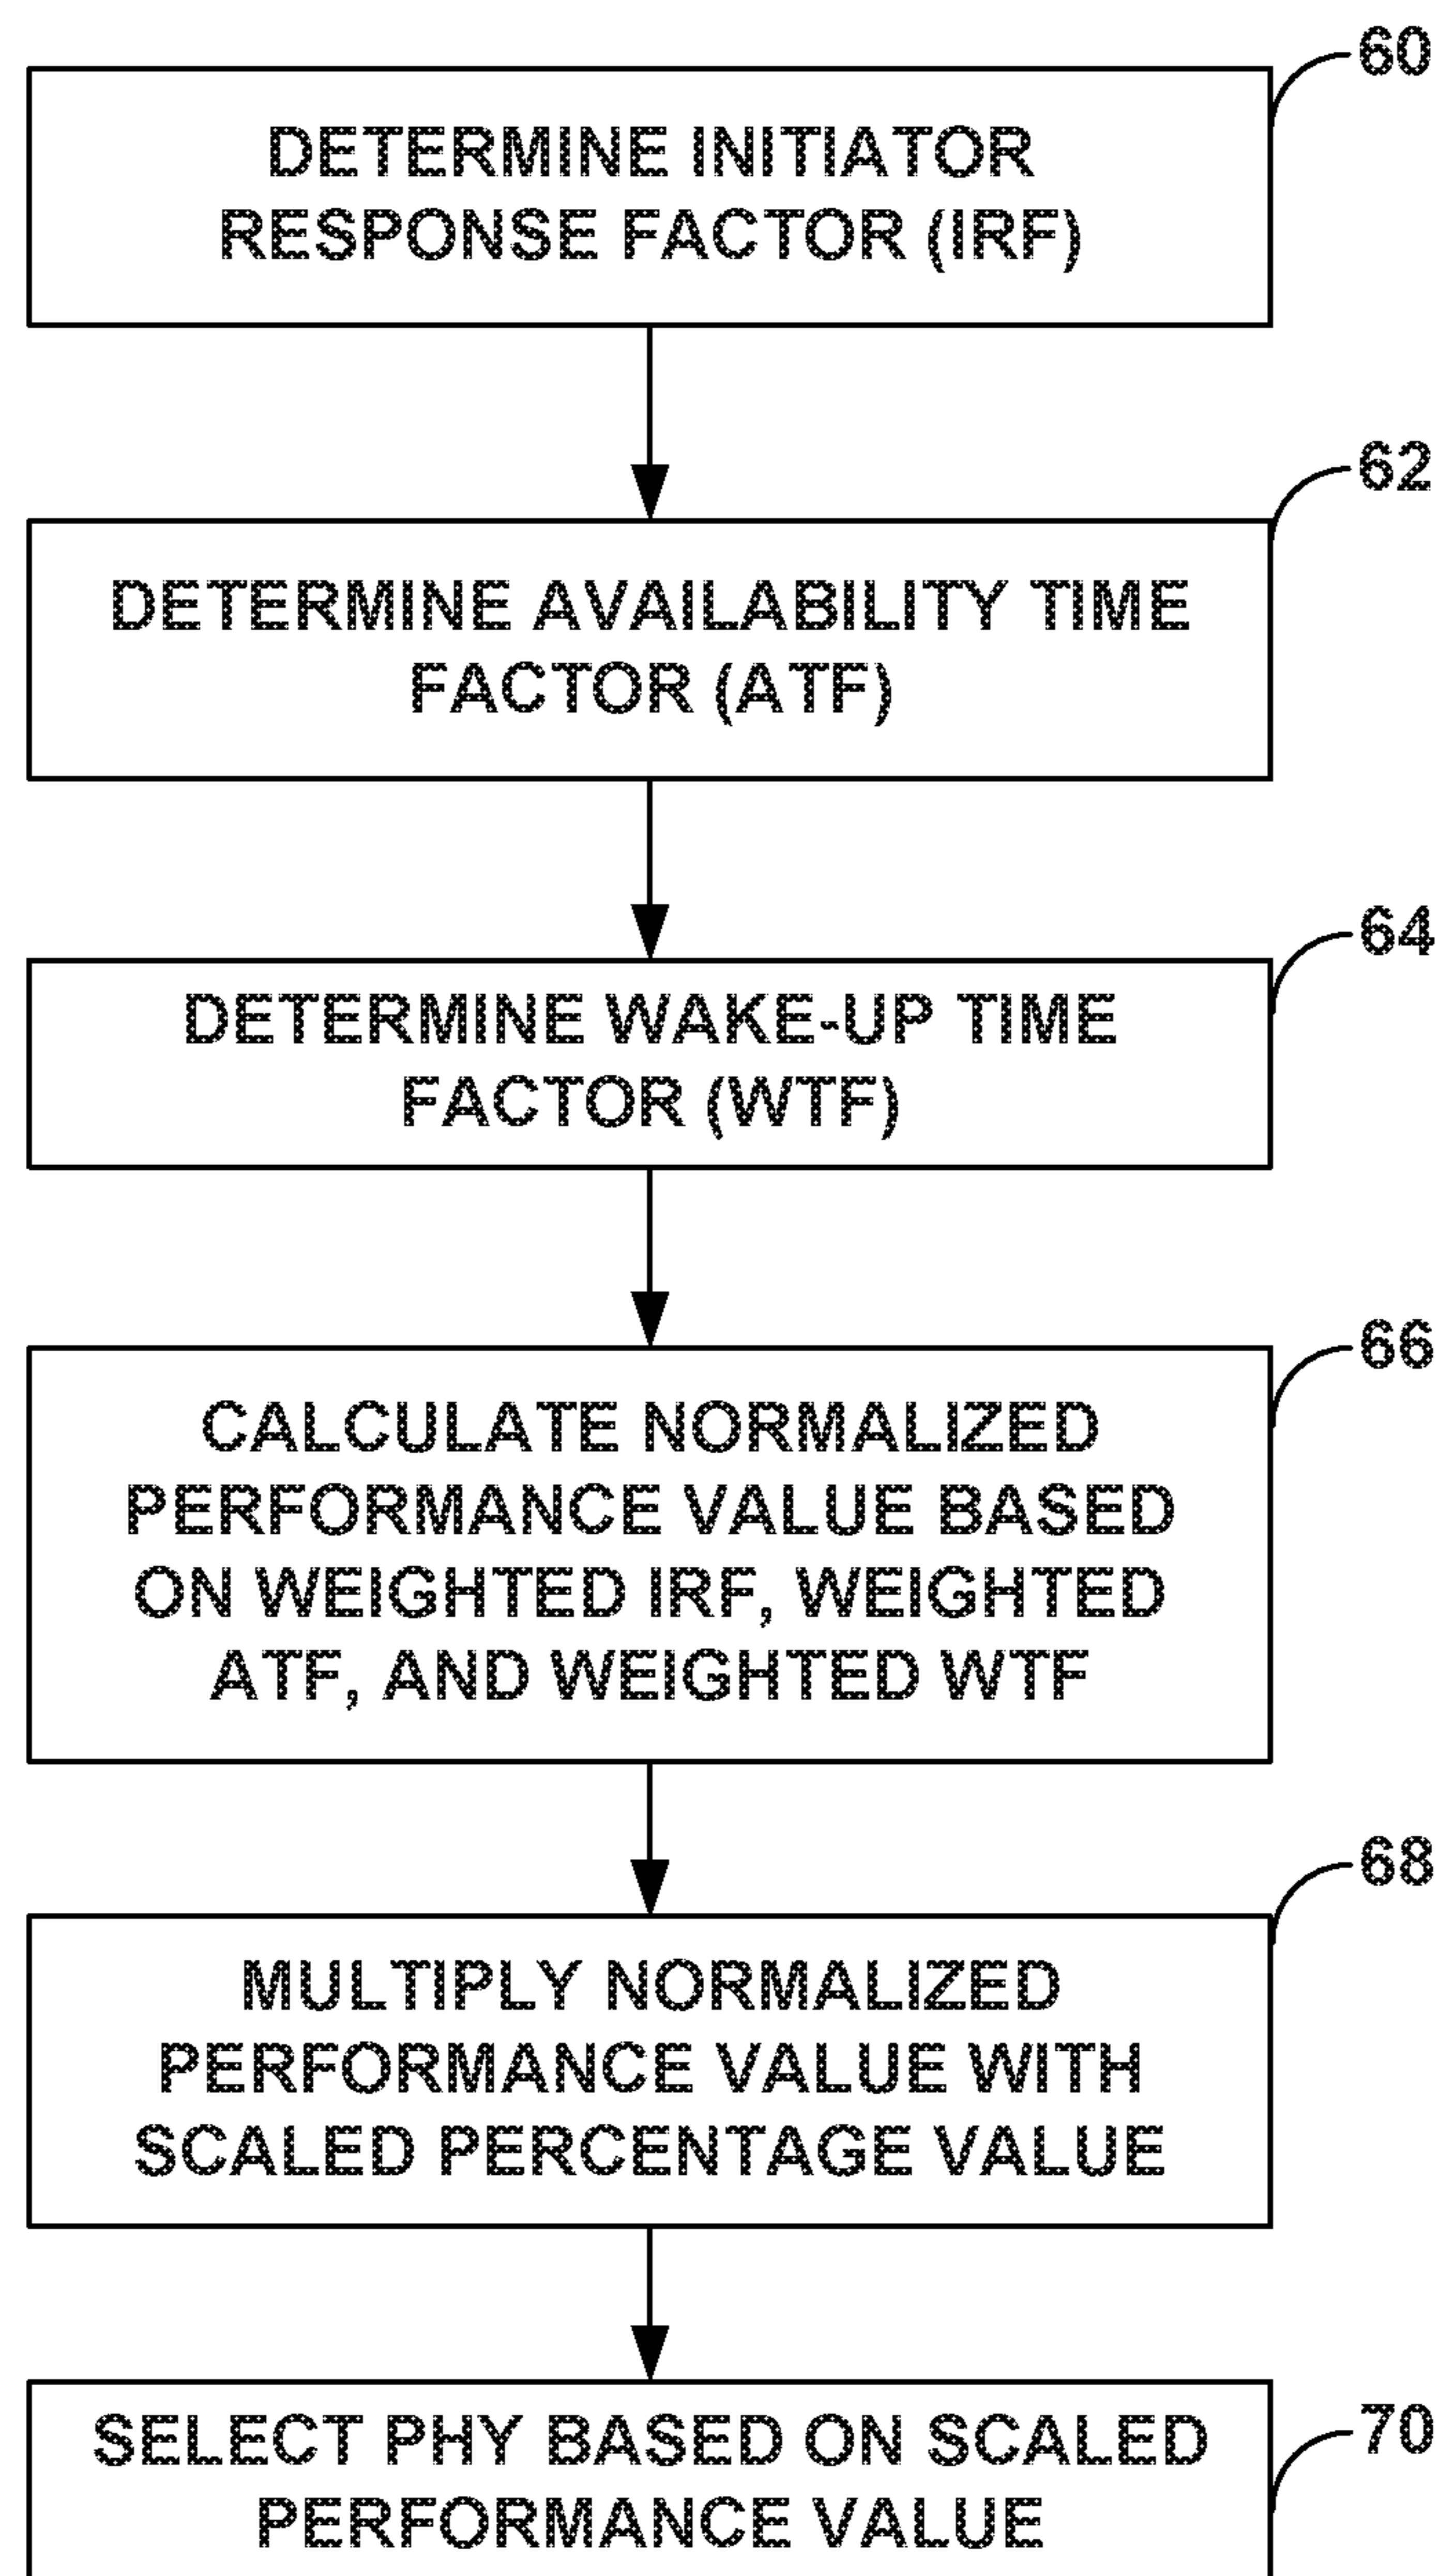 60
DETERMINE INITIATOR
RESPONSE FACTOR (IRF)
62
DETERMINE AVAILABILITY TIME
FACTOR (ATF)
64
DETERMINE WAKE-UP TIME
FACTOR (WTF)
66
CALCULATE NORMALIZED
PERFORMANCE VALUE BASED
ON WEIGHTED IRF, WEIGHTED
ATF, AND WEIGHTED WTF
68
MULTIPLY NORMALIZED
PERFORMANCE VALUE WITH
SCALED PERCENTAGE VALUE
70
SELECT PHY BASED ON SCALED
PERFORMANCE VALUE